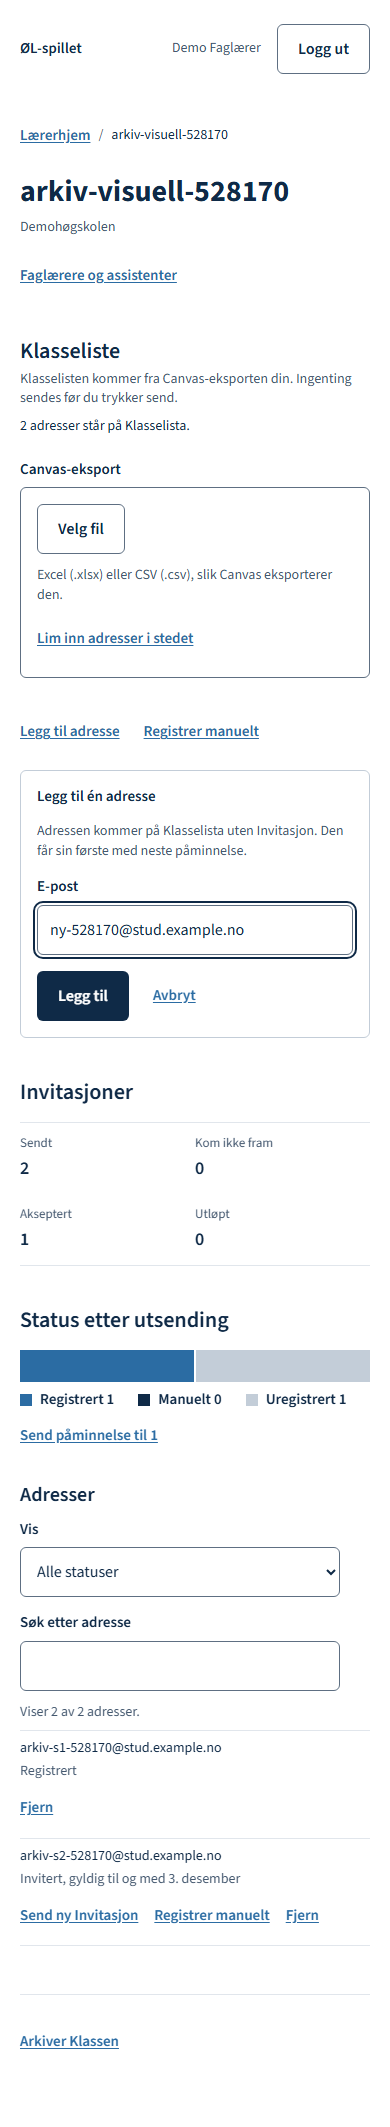 ØL-spillet
Demo Faglærer
Logg ut
Lærerhjem / arkiv-visuell-528170
arkiv-visuell-528170
Demohøgskolen
Faglærere og assistenter
Klasseliste
Klasselisten kommer fra Canvas-eksporten din. Ingenting
sendes før du trykker send.
2 adresser står på Klasselista.
Canvas-eksport
Velg fil
Excel (.xlsx) eller CSV (.csv), slik Canvas eksporterer
den.
Lim inn adresser i stedet
Legg til adresse
Registrer manuelt
Legg til én adresse
Adressen kommer på Klasselista uten Invitasjon. Den
får sin første med neste påminnelse.
E-post
ny-528170@stud.example.no
Legg til
Avbryt
Invitasjoner
Sendt
2
Kom ikke fram
0
Akseptert
1
Utløpt
0
Status etter utsending
Registrert 1
Manuelt 0
Uregistrert 1
Send påminnelse til 1
Adresser
Vis
Alle statuser
Søk etter adresse
Viser 2 av 2 adresser.
arkiv-s1-528170@stud.example.no
Registrert
Fjern
arkiv-s2-528170@stud.example.no
Invitert, gyldig til og med 3. desember
Send ny Invitasjon
Registrer manuelt
Fjern
Arkiver Klassen